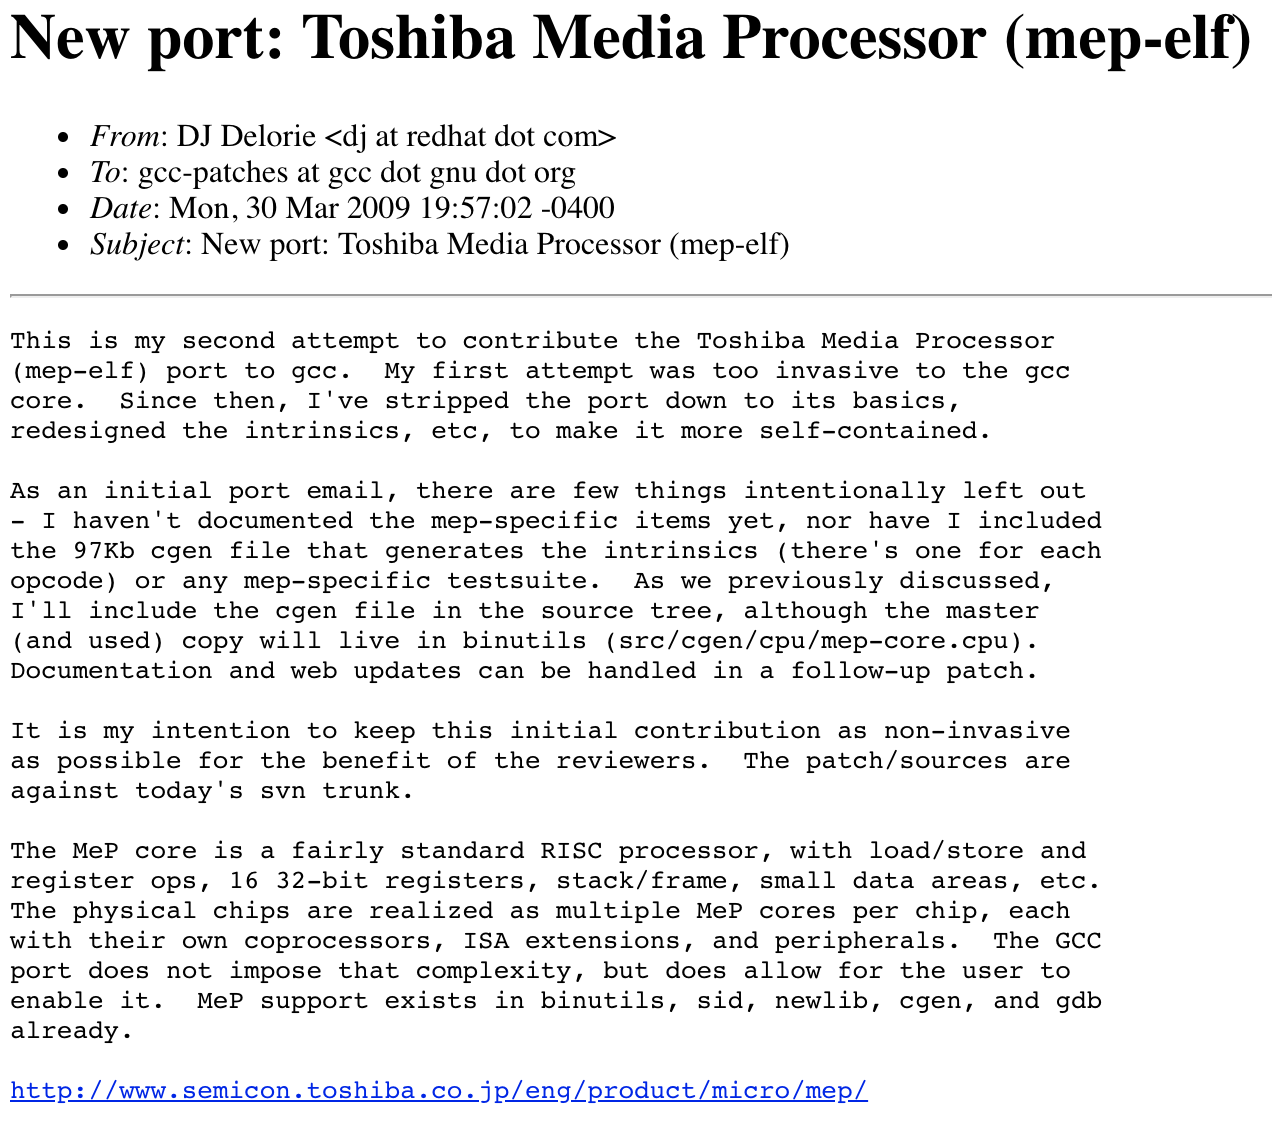 New port: Toshiba Media Processor (mep-elf)
• From: DJ Delorie <dj at redhat dot com>
• To: gcc-patches at gcc dot gnu dot org
• Date: Mon, 30 Mar 2009 19:57:02 -0400
• Subject: New port: Toshiba Media Processor (mep-elf)
This is my second attempt to contribute the Toshiba Media Processor
(mep-elf) port to gcc.  My first attempt was too invasive to the gcc
core.  Since then, I've stripped the port down to its basics,
redesigned the intrinsics, etc, to make it more self-contained.
As an initial port email, there are few things intentionally left out
- I haven't documented the mep-specific items yet, nor have I included
the 97Kb cgen file that generates the intrinsics (there's one for each
opcode) or any mep-specific testsuite.  As we previously discussed,
I'll include the cgen file in the source tree, although the master
(and used) copy will live in binutils (src/cgen/cpu/mep-core.cpu).
Documentation and web updates can be handled in a follow-up patch.
It is my intention to keep this initial contribution as non-invasive
as possible for the benefit of the reviewers.  The patch/sources are
against today's svn trunk.
The MeP core is a fairly standard RISC processor, with load/store and
register ops, 16 32-bit registers, stack/frame, small data areas, etc.
The physical chips are realized as multiple MeP cores per chip, each
with their own coprocessors, ISA extensions, and peripherals.  The GCC
port does not impose that complexity, but does allow for the user to
enable it.  MeP support exists in binutils, sid, newlib, cgen, and gdb
already.
http://www.semicon.toshiba.co.jp/eng/product/micro/mep/